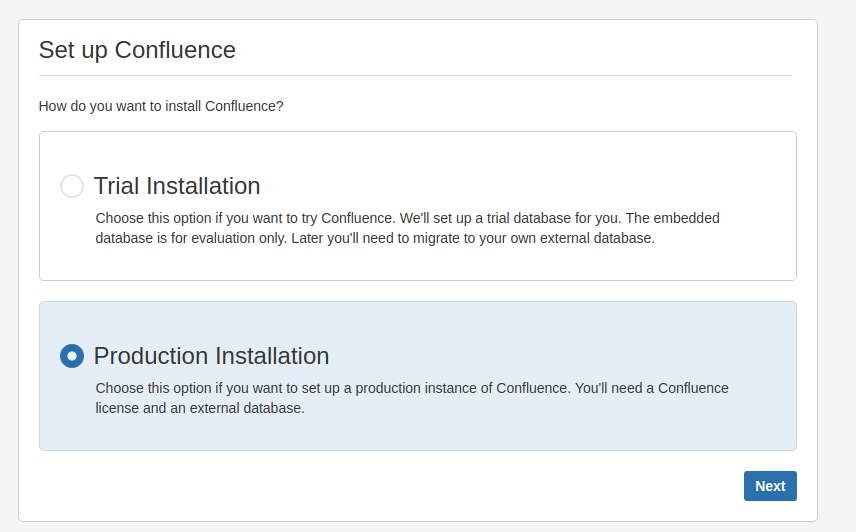 Set up Confluence
How do you want to install Confluence?
Trial Installation
Choose this option if you want to try Confluence. We'll set up a trial database for you. The embedded
database is for evaluation only. Later you'll need to migrate to your own external database.
Production Installation
Choose this option if you want to set up a production instance of Confluence. You'll need a Confluence
license and an external database.
Next